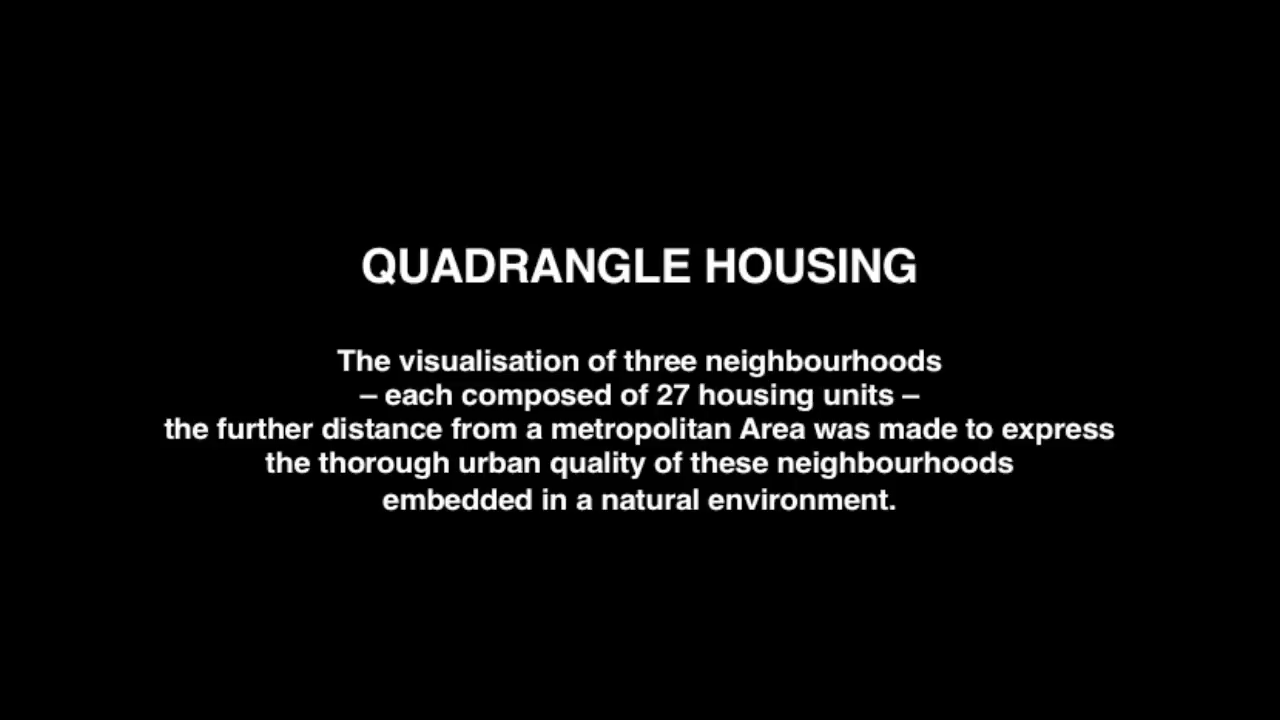 QUADRANGLE HOUSING
The visualisation of three neighbourhoods
– each composed of 27 housing units –
the further distance from a metropolitan Area was made to express
the thorough urban quality of these neighbourhoods
embedded in a natural environment.